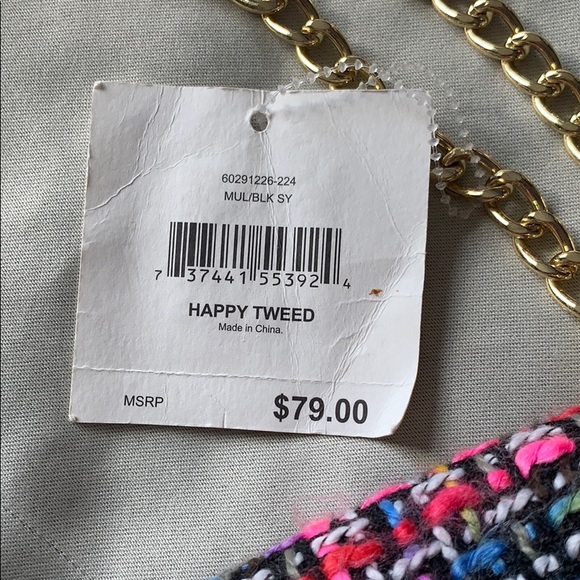 60291226-224
MUL/BLK SY
7 37441 55392 4
HAPPY TWEED
Made in China.
MSRP $79.00